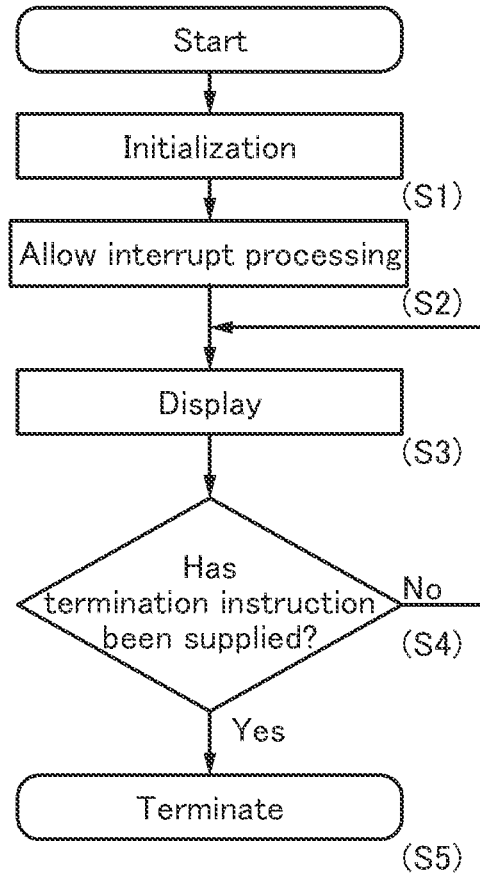 Start
Initialization
(S1)
Allow interrupt processing
(S2)
Display
(S3)
Has
termination instruction
been supplied?
No
(S4)
Yes
Terminate
(S5)